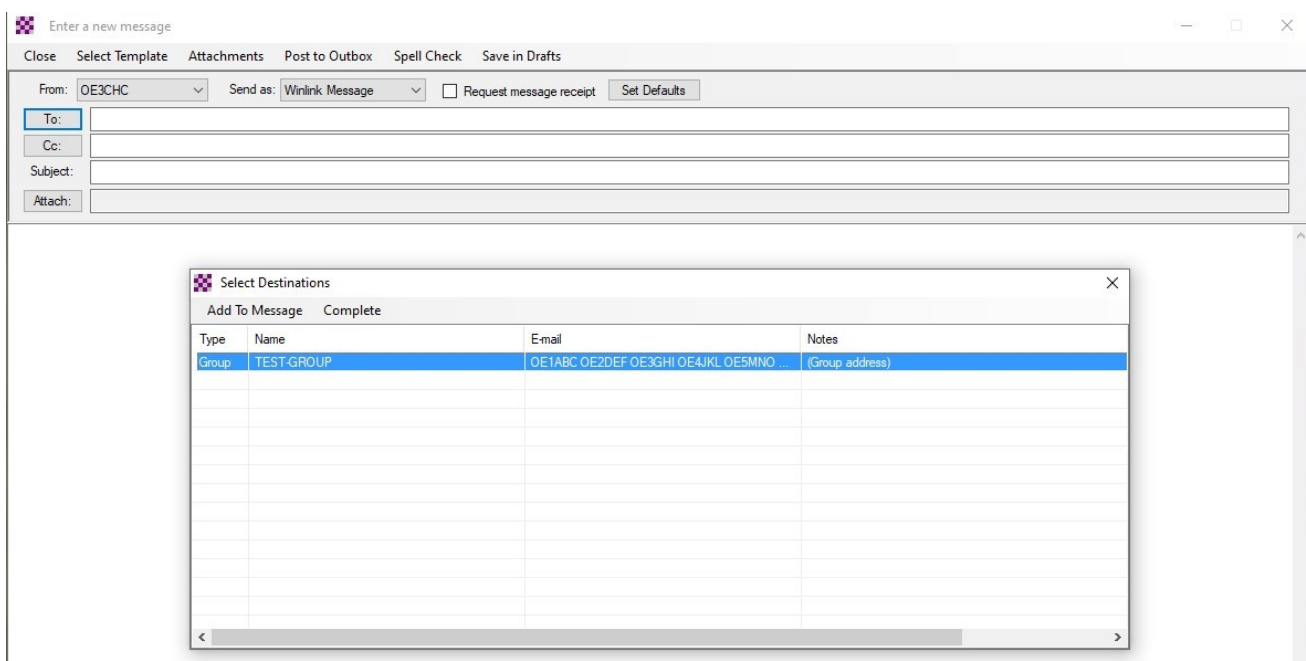 Enter a new message
Close Select Template Attachments Post to Outbox Spell Check Save in Drafts
From: OE3CHC Send as: Winlink Message Request message receipt Set Defaults
To:
Cc:
Subject:
Attach:
Select Destinations
Add To Message Complete
Type Name E-mail Notes
Group TEST-GROUP OE1ABC OE2DEF OE3GHI OE4JKL OE5MNO ... (Group address)